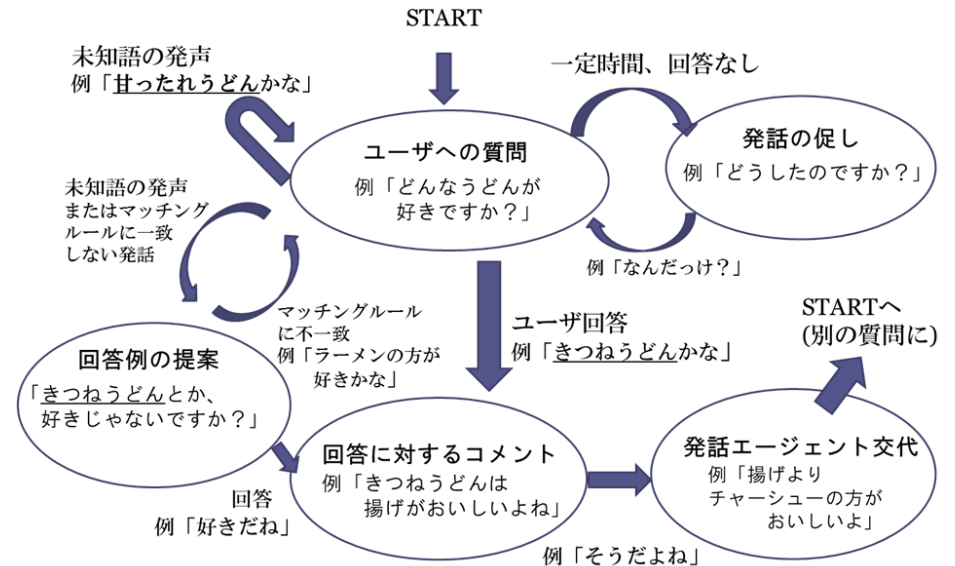 START
未知語の発声
例「甘ったれうどんかな」
一定時間、回答なし
ユーザへの質問
例「どんなうどんが
好きですか？」
発話の促し
例「どうしたのですか？」
未知語の発声
またはマッチング
ルールに一致
しない発話
例「なんだっけ？」
マッチングルール
に不一致
例「ラーメンの方が
好きかな」
ユーザ回答
例「きつねうどんかな」
STARTへ
(別の質問に)
回答例の提案
「きつねうどんとか、
好きじゃないですか？」
回答
例「好きだね」
回答に対するコメント
例「きつねうどんは
揚げがおいしいよね」
例「そうだよね」
発話エージェント交代
例「揚げより
チャーシューの方が
おいしいよ」